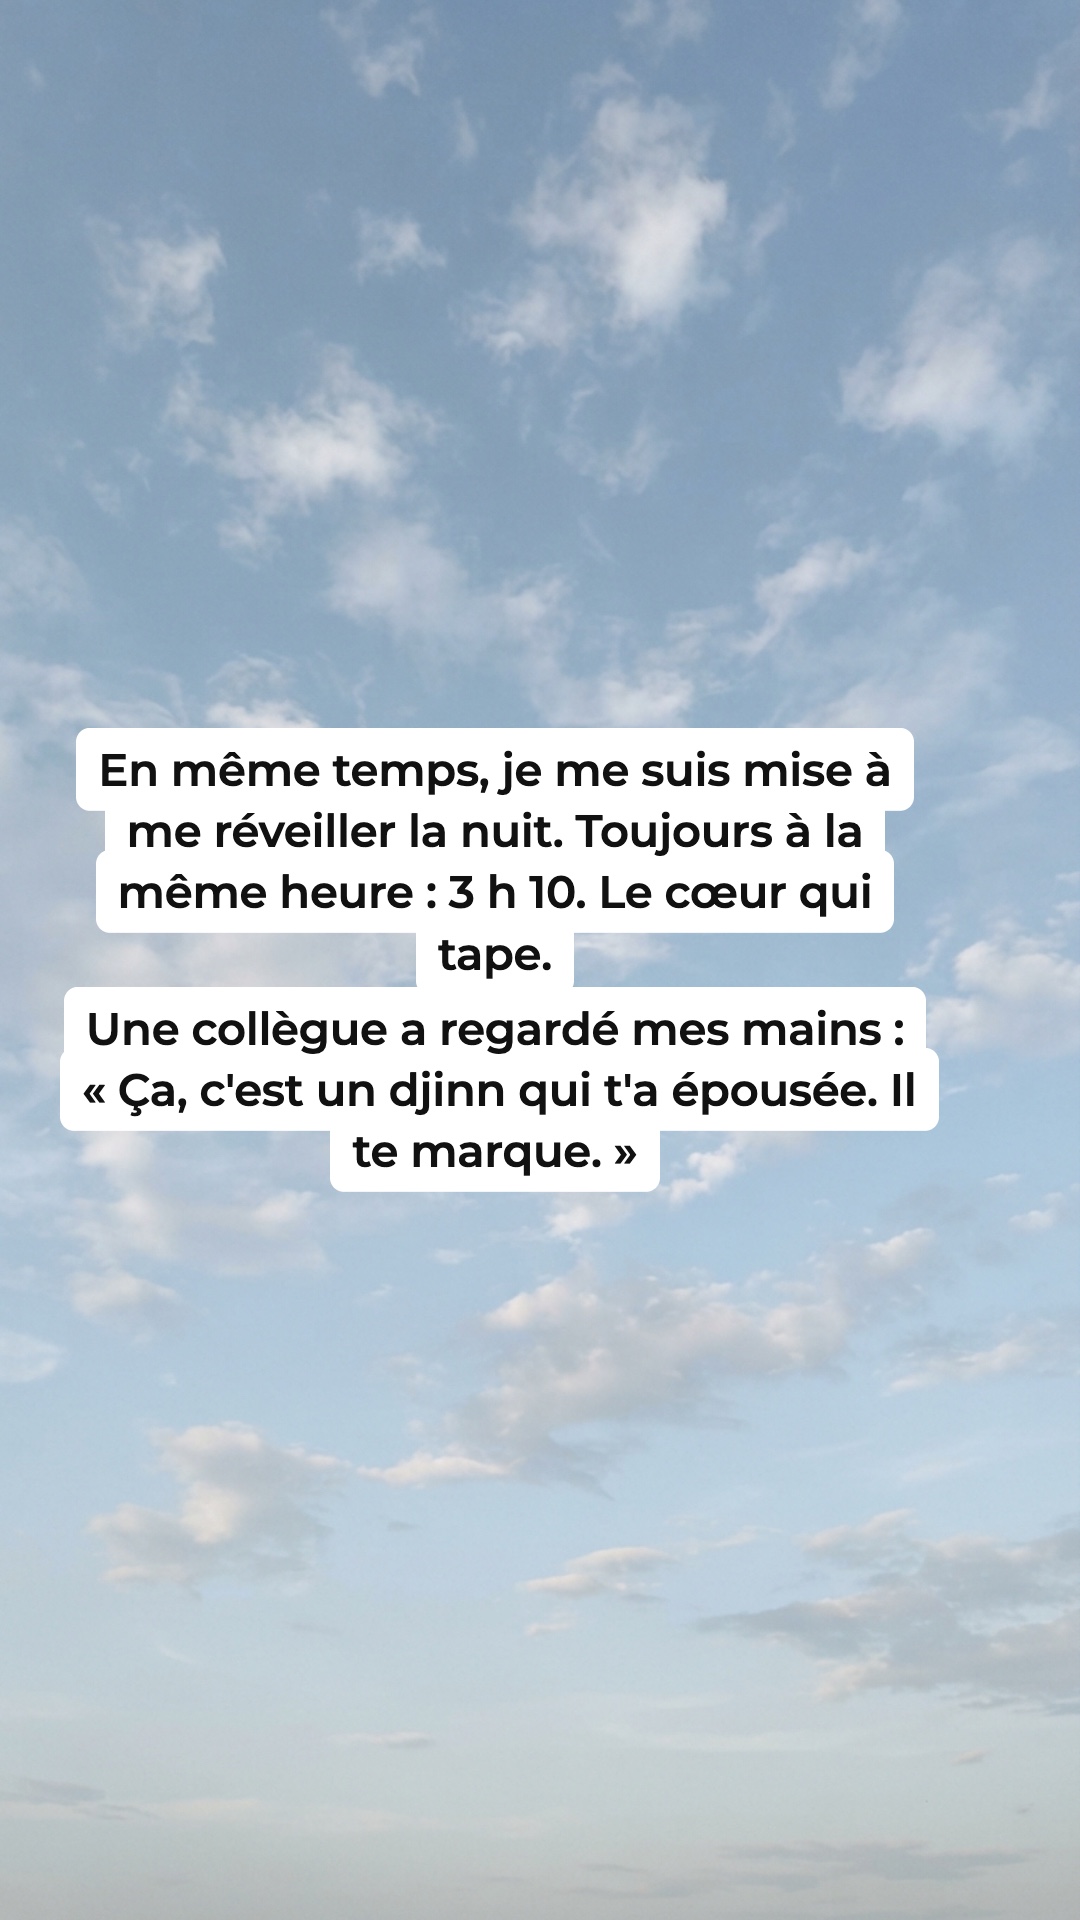 En même temps, je me suis mise à
me réveiller la nuit. Toujours à la
même heure : 3 h 10. Le cœur qui
tape.
Une collègue a regardé mes mains :
« Ça, c'est un djinn qui t'a épousée. Il
te marque. »